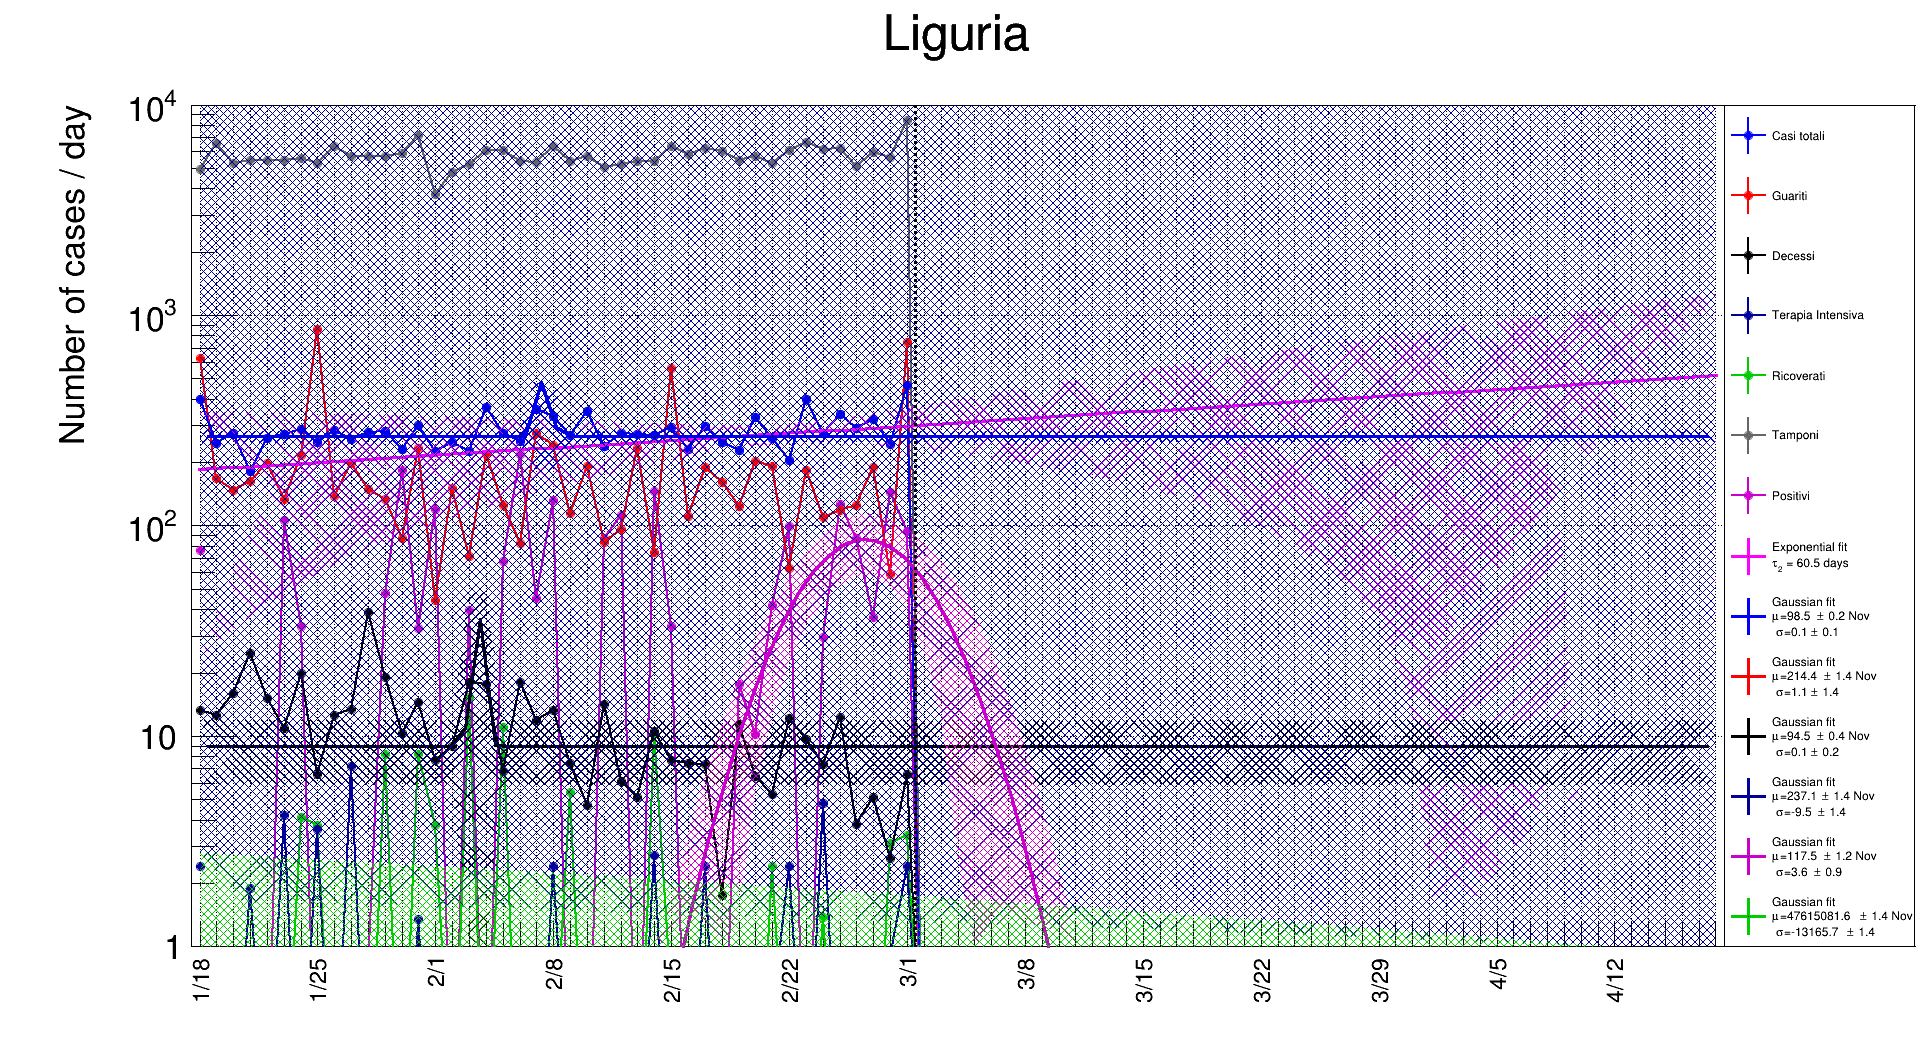 Liguria
Number of cases / day
10^4
10^3
10^2
10
1
1/18
1/25
2/1
2/8
2/15
2/22
3/1
3/8
3/15
3/22
3/29
4/5
4/12
Casi totali
Guariti
Decessi
Terapia Intensiva
Ricoverati
Tamponi
Positivi
Exponential fit
τ_2 = 60.5 days
Gaussian fit
μ=98.5 ± 0.2 Nov
σ=0.1 ± 0.1
Gaussian fit
μ=214.4 ± 1.4 Nov
σ=1.1 ± 1.4
Gaussian fit
μ=94.5 ± 0.4 Nov
σ=0.1 ± 0.2
Gaussian fit
μ=237.1 ± 1.4 Nov
σ=-9.5 ± 1.4
Gaussian fit
μ=117.5 ± 1.2 Nov
σ=3.6 ± 0.9
Gaussian fit
μ=47615081.6 ± 1.4 Nov
σ=-13165.7 ± 1.4